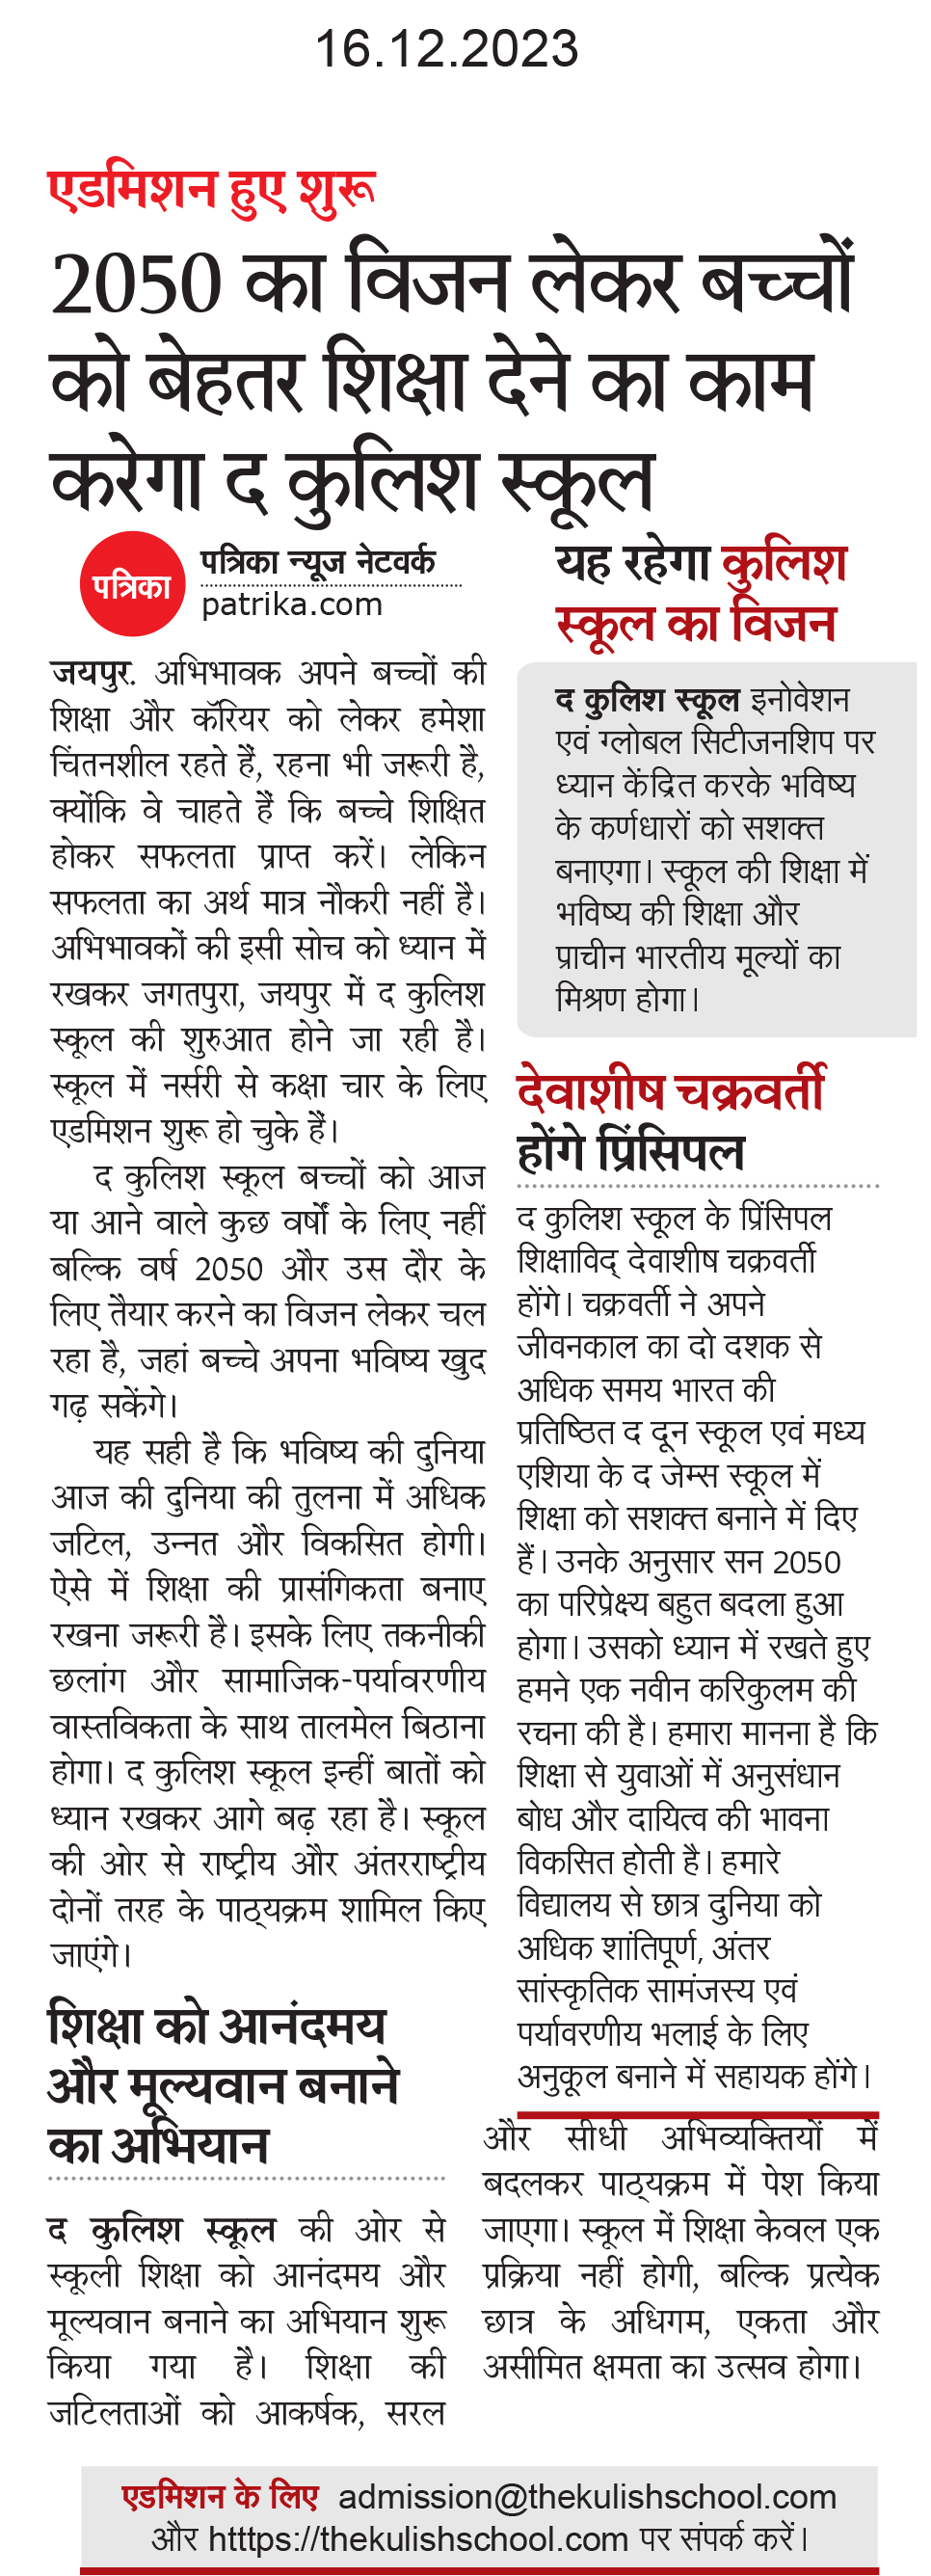 16.12.2023
एडमिशन हुए शुरू
2050 का विजन लेकर बच्चों
को बेहतर शिक्षा देने का काम
करेगा द कुलिश स्कूल
पत्रिका
पत्रिका न्यूज नेटवर्क
patrika.com
जयपुर. अभिभावक अपने बच्चों की
शिक्षा और कॅरियर को लेकर हमेशा
चिंतनशील रहते हैं, रहना भी जरूरी है,
क्योंकि वे चाहते हैं कि बच्चे शिक्षित
होकर सफलता प्राप्त करें। लेकिन
सफलता का अर्थ मात्र नौकरी नहीं है।
अभिभावकों की इसी सोच को ध्यान में
रखकर जगतपुरा, जयपुर में द कुलिश
स्कूल की शुरुआत होने जा रही है।
स्कूल में नर्सरी से कक्षा चार के लिए
एडमिशन शुरू हो चुके हैं।
द कुलिश स्कूल बच्चों को आज
या आने वाले कुछ वर्षों के लिए नहीं
बल्कि वर्ष 2050 और उस दौर के
लिए तैयार करने का विजन लेकर चल
रहा है, जहां बच्चे अपना भविष्य खुद
गढ़ सकेंगे।
यह सही है कि भविष्य की दुनिया
आज की दुनिया की तुलना में अधिक
जटिल, उन्नत और विकसित होगी।
ऐसे में शिक्षा की प्रासंगिकता बनाए
रखना जरूरी है। इसके लिए तकनीकी
छलांग और सामाजिक-पर्यावरणीय
वास्तविकता के साथ तालमेल बिठाना
होगा। द कुलिश स्कूल इन्हीं बातों को
ध्यान रखकर आगे बढ़ रहा है। स्कूल
की ओर से राष्ट्रीय और अंतरराष्ट्रीय
दोनों तरह के पाठ्यक्रम शामिल किए
जाएंगे।
यह रहेगा कुलिश
स्कूल का विजन
द कुलिश स्कूल इनोवेशन
एवं ग्लोबल सिटीजनशिप पर
ध्यान केंद्रित करके भविष्य
के कर्णधारों को सशक्त
बनाएगा। स्कूल की शिक्षा में
भविष्य की शिक्षा और
प्राचीन भारतीय मूल्यों का
मिश्रण होगा।
देवाशीष चक्रवर्ती
होंगे प्रिंसिपल
द कुलिश स्कूल के प्रिंसिपल
शिक्षाविद् देवाशीष चक्रवर्ती
होंगे। चक्रवर्ती ने अपने
जीवनकाल का दो दशक से
अधिक समय भारत की
प्रतिष्ठित द दून स्कूल एवं मध्य
एशिया के द जेम्स स्कूल में
शिक्षा को सशक्त बनाने में दिए
हैं। उनके अनुसार सन 2050
का परिप्रेक्ष्य बहुत बदला हुआ
होगा। उसको ध्यान में रखते हुए
हमने एक नवीन करिकुलम की
रचना की है। हमारा मानना है कि
शिक्षा से युवाओं में अनुसंधान
बोध और दायित्व की भावना
विकसित होती है। हमारे
विद्यालय से छात्र दुनिया को
अधिक शांतिपूर्ण, अंतर
सांस्कृतिक सामंजस्य एवं
पर्यावरणीय भलाई के लिए
अनुकूल बनाने में सहायक होंगे।
शिक्षा को आनंदमय
और मूल्यवान बनाने
का अभियान
द कुलिश स्कूल की ओर से
स्कूली शिक्षा को आनंदमय और
मूल्यवान बनाने का अभियान शुरू
किया गया है। शिक्षा की
जटिलताओं को आकर्षक, सरल
और सीधी अभिव्यक्तियों में
बदलकर पाठ्यक्रम में पेश किया
जाएगा। स्कूल में शिक्षा केवल एक
प्रक्रिया नहीं होगी, बल्कि प्रत्येक
छात्र के अधिगम, एकता और
असीमित क्षमता का उत्सव होगा।
एडमिशन के लिए admission@thekulishschool.com
और htttps://thekulishschool.com पर संपर्क करें।